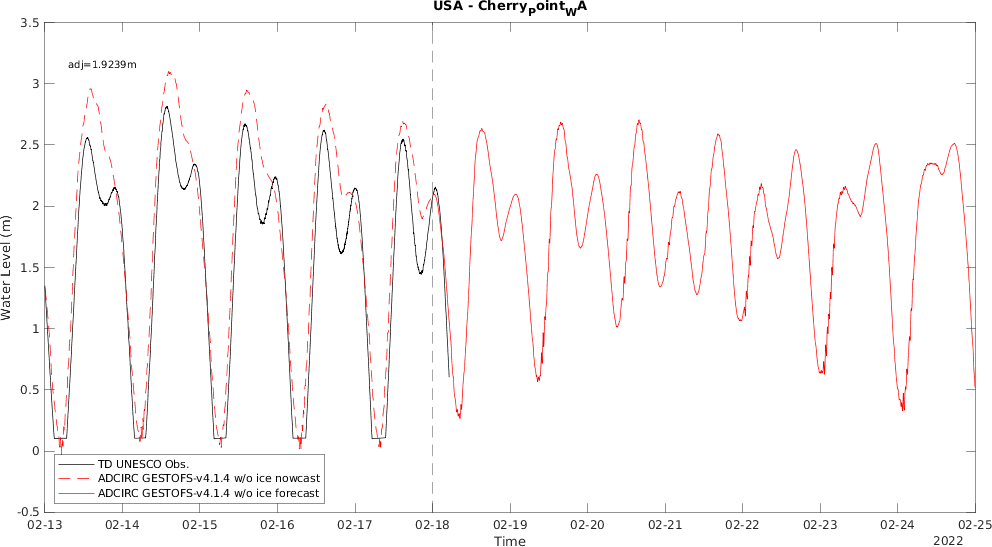 USA - Cherry_Point_WA
adj=1.9239m
3.5
3
2.5
2
1.5
1
0.5
0
-0.5
Water Level (m)
TD UNESCO Obs.
ADCIRC GESTOFS-v4.1.4 w/o ice nowcast
ADCIRC GESTOFS-v4.1.4 w/o ice forecast
02-13 02-14 02-15 02-16 02-17 02-18 02-19 02-20 02-21 02-22 02-23 02-24 02-25
Time
2022